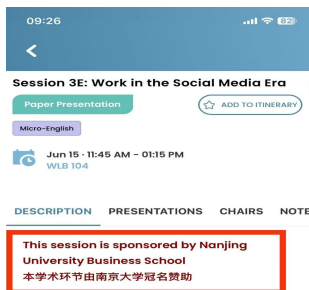 09:26
82
Session 3E: Work in the Social Media Era
Paper Presentation
ADD TO ITINERARY
Micro-English
Jun 15 · 11:45 AM – 01:15 PM
WLB 104
DESCRIPTION PRESENTATIONS CHAIRS NOTE
This session is sponsored by Nanjing
University Business School
本学术环节由南京大学冠名赞助